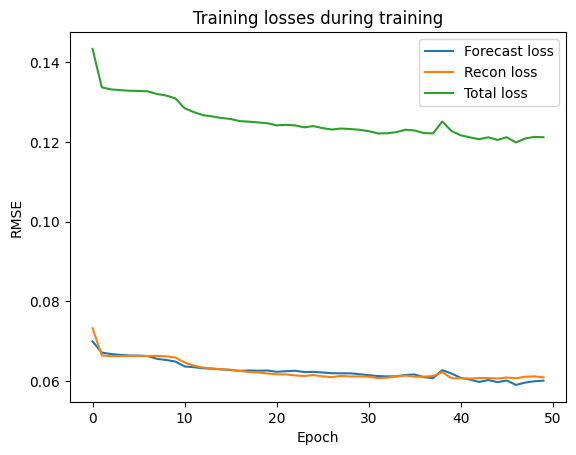 Training losses during training
Forecast loss
Recon loss
Total loss
RMSE
0.14
0.12
0.10
0.08
0.06
0
10
20
30
40
50
Epoch